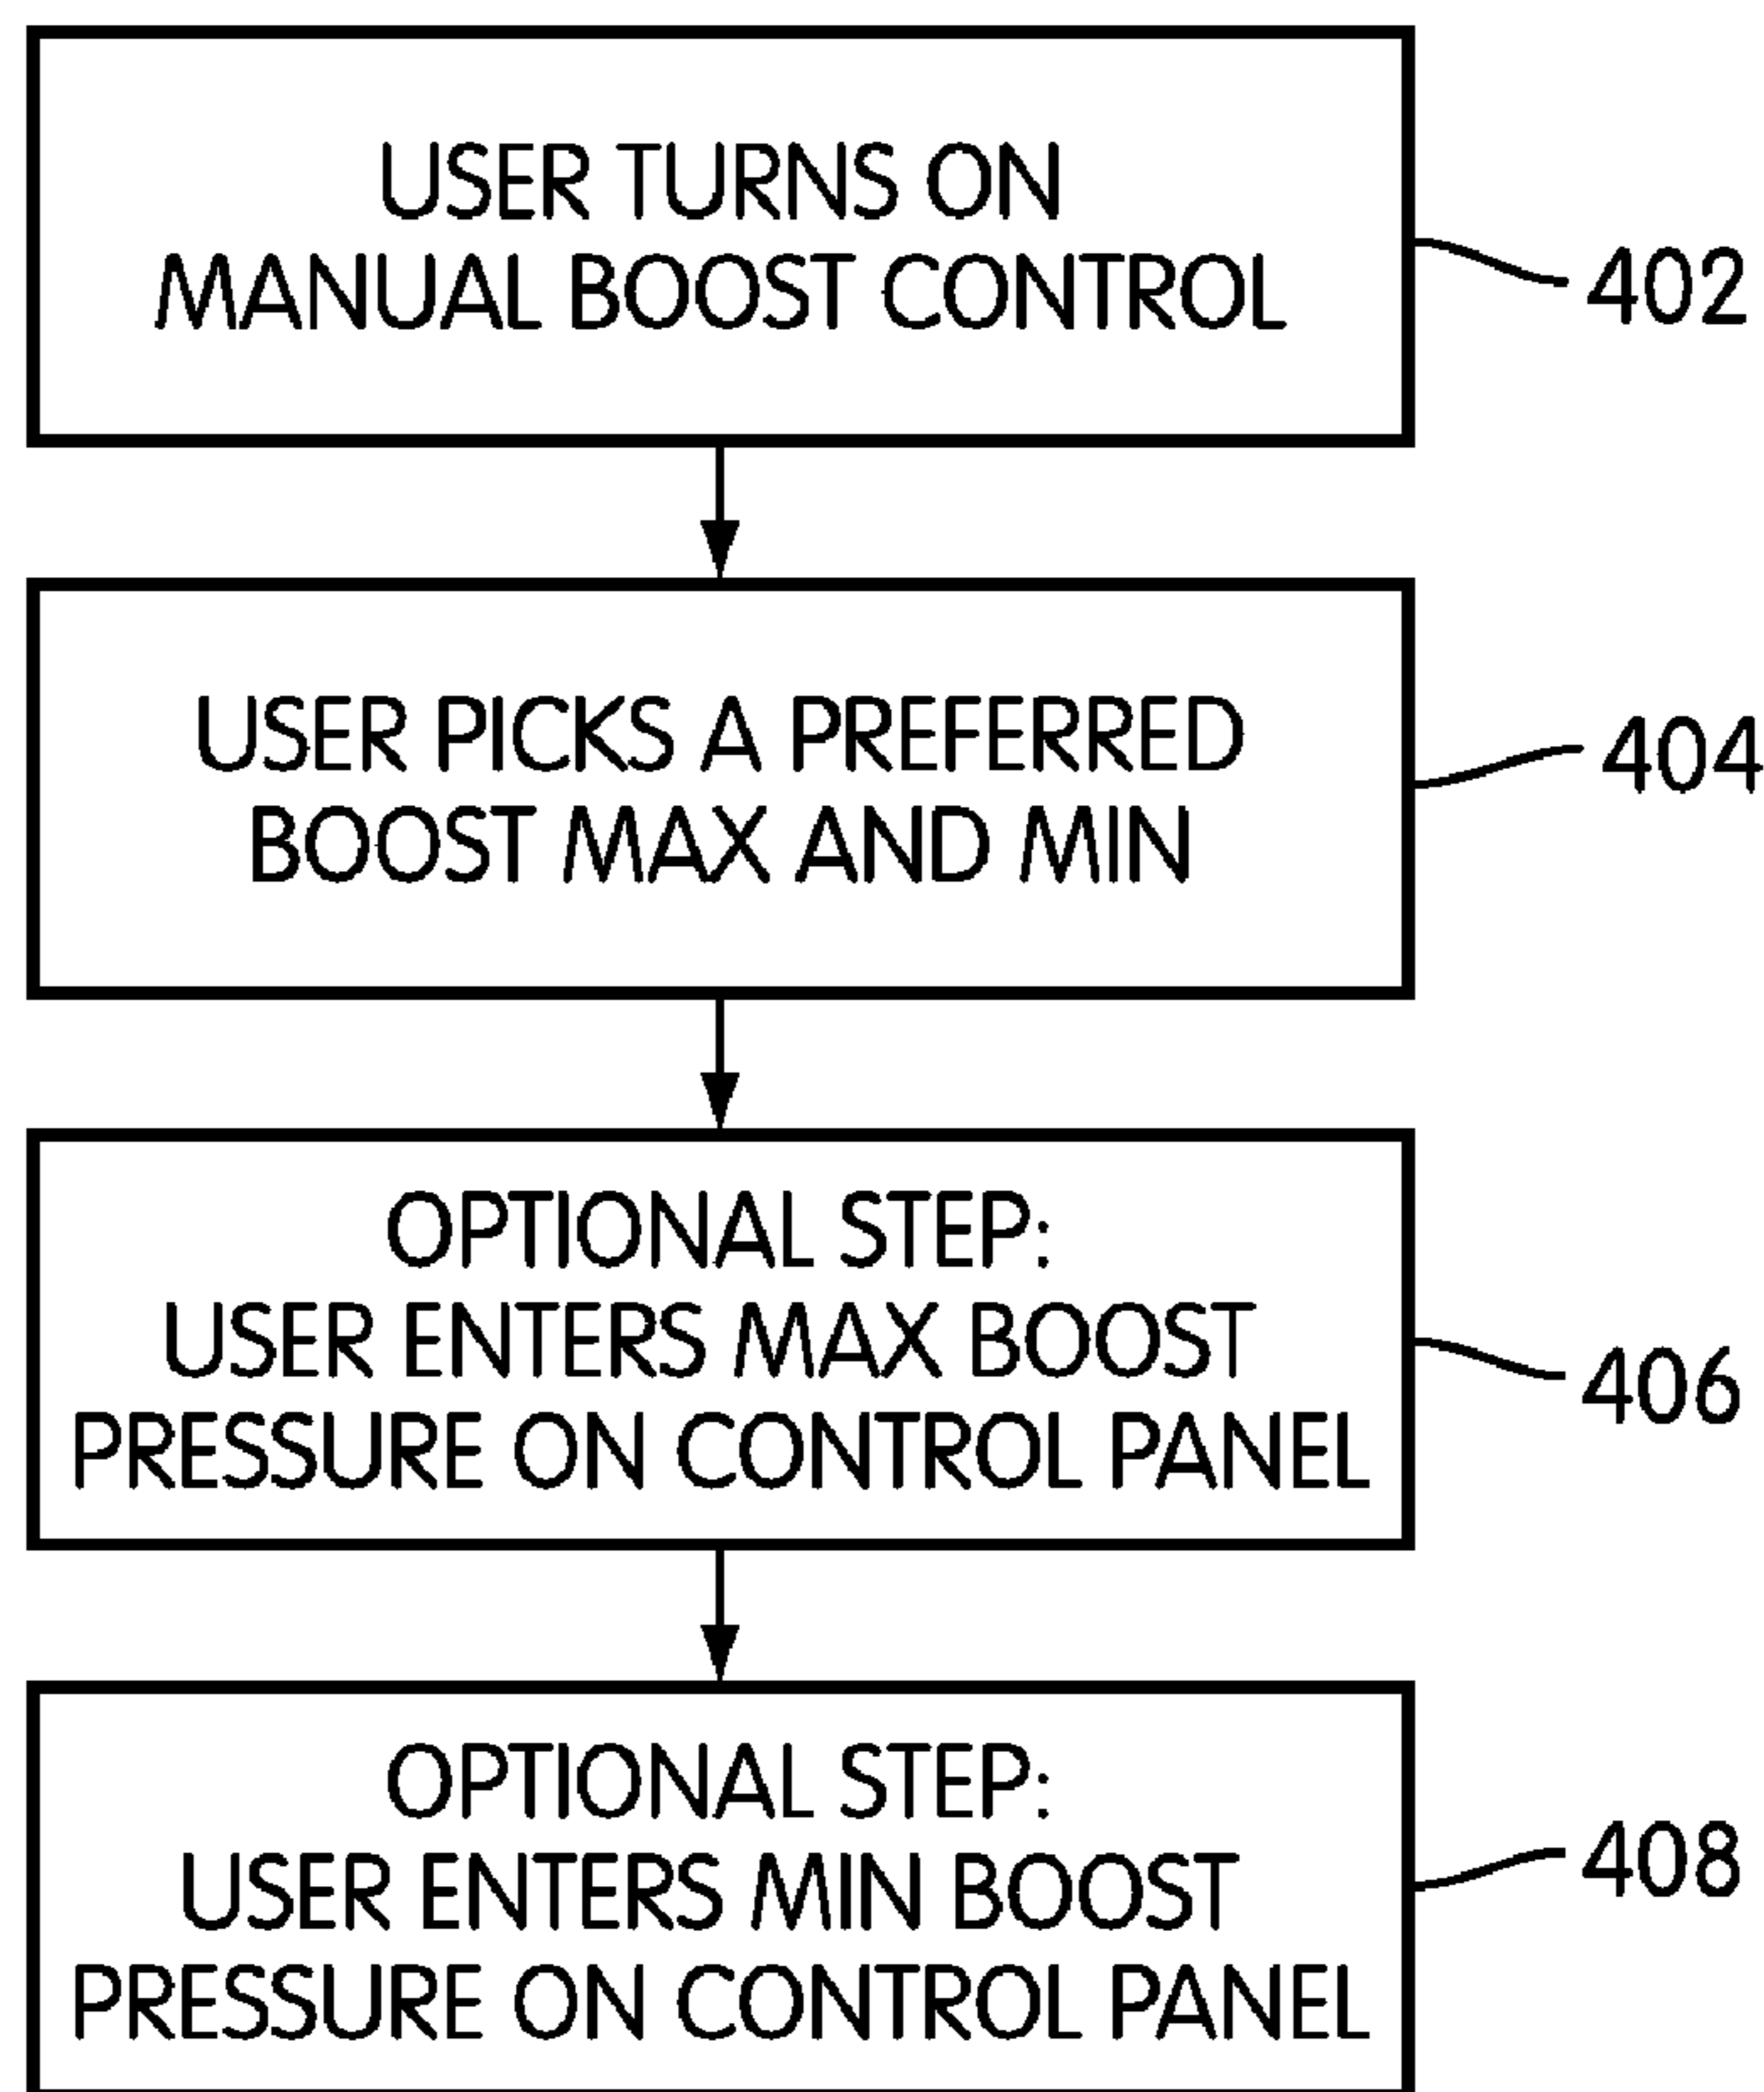 USER TURNS ON
MANUAL BOOST CONTROL
402
USER PICKS A PREFERRED
BOOST MAX AND MIN
404
OPTIONAL STEP:
USER ENTERS MAX BOOST
PRESSURE ON CONTROL PANEL
406
OPTIONAL STEP:
USER ENTERS MIN BOOST
PRESSURE ON CONTROL PANEL
408